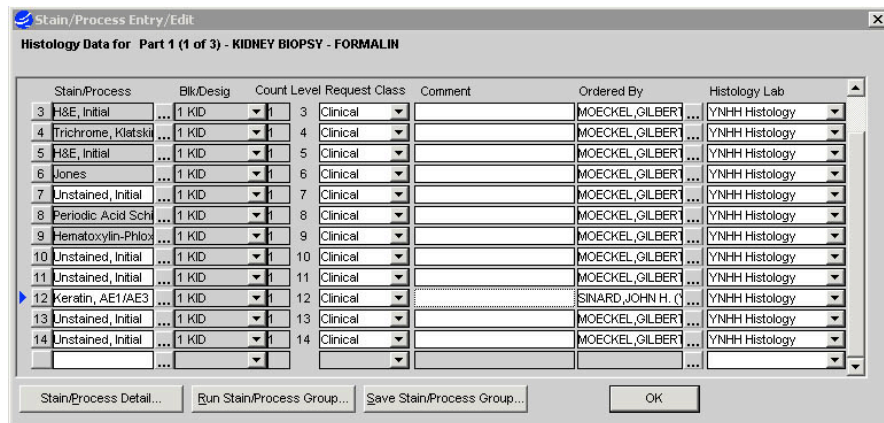 Stain/Process Entry/Edit
Histology Data for Part 1 (1 of 3) - KIDNEY BIOPSY - FORMALIN
Stain/Process Blk/Desig Count Level Request Class Comment Ordered By Histology Lab
3 H&E, Initial ... 1 KID 1 3 Clinical MOECKEL,GILBERT ... YNHH Histology
4 Trichrome, Klatski ... 1 KID 1 4 Clinical MOECKEL,GILBERT ... YNHH Histology
5 H&E, Initial ... 1 KID 1 5 Clinical MOECKEL,GILBERT ... YNHH Histology
6 Jones ... 1 KID 1 6 Clinical MOECKEL,GILBERT ... YNHH Histology
7 Unstained, Initial ... 1 KID 1 7 Clinical MOECKEL,GILBERT ... YNHH Histology
8 Periodic Acid Schi ... 1 KID 1 8 Clinical MOECKEL,GILBERT ... YNHH Histology
9 Hematoxylin-Phlox ... 1 KID 1 9 Clinical MOECKEL,GILBERT ... YNHH Histology
10 Unstained, Initial ... 1 KID 1 10 Clinical MOECKEL,GILBERT ... YNHH Histology
11 Unstained, Initial ... 1 KID 1 11 Clinical MOECKEL,GILBERT ... YNHH Histology
12 Keratin, AE1/AE3 ... 1 KID 1 12 Clinical SINARD,JOHN H. (Y ... YNHH Histology
13 Unstained, Initial ... 1 KID 1 13 Clinical MOECKEL,GILBERT ... YNHH Histology
14 Unstained, Initial ... 1 KID 1 14 Clinical MOECKEL,GILBERT ... YNHH Histology
... ...
Stain/Process Detail... Run Stain/Process Group... Save Stain/Process Group... OK